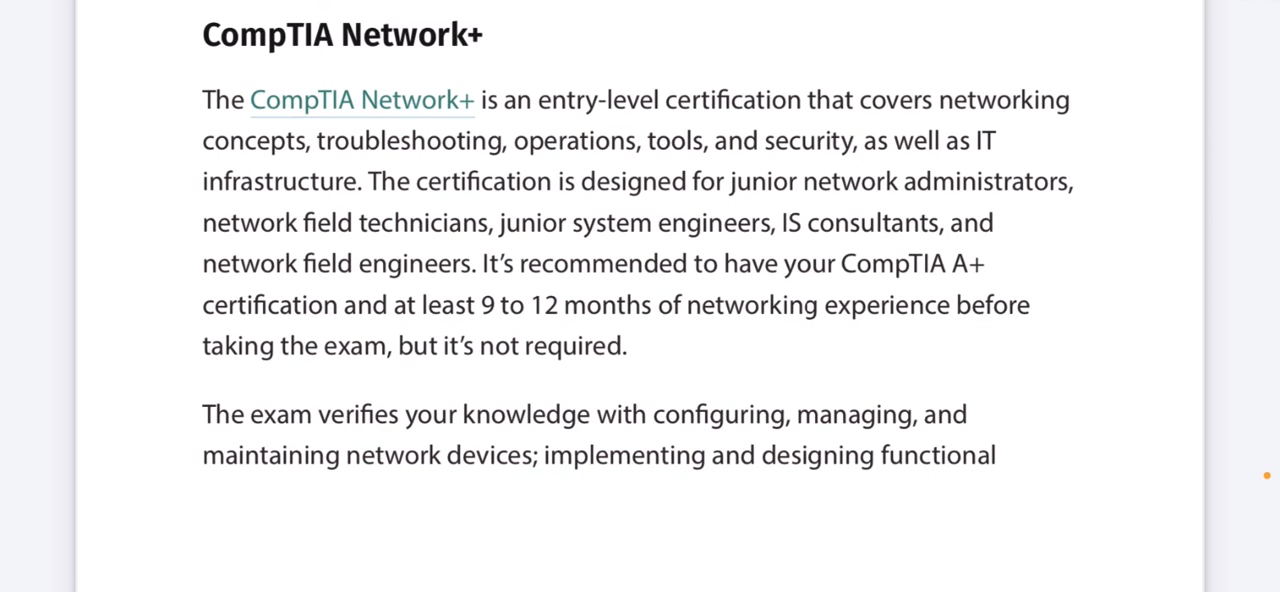 CompTIA Network+
The CompTIA Network+ is an entry-level certification that covers networking
concepts, troubleshooting, operations, tools, and security, as well as IT
infrastructure. The certification is designed for junior network administrators,
network field technicians, junior system engineers, IS consultants, and
network field engineers. It’s recommended to have your CompTIA A+
certification and at least 9 to 12 months of networking experience before
taking the exam, but it’s not required.
The exam verifies your knowledge with configuring, managing, and
maintaining network devices; implementing and designing functional